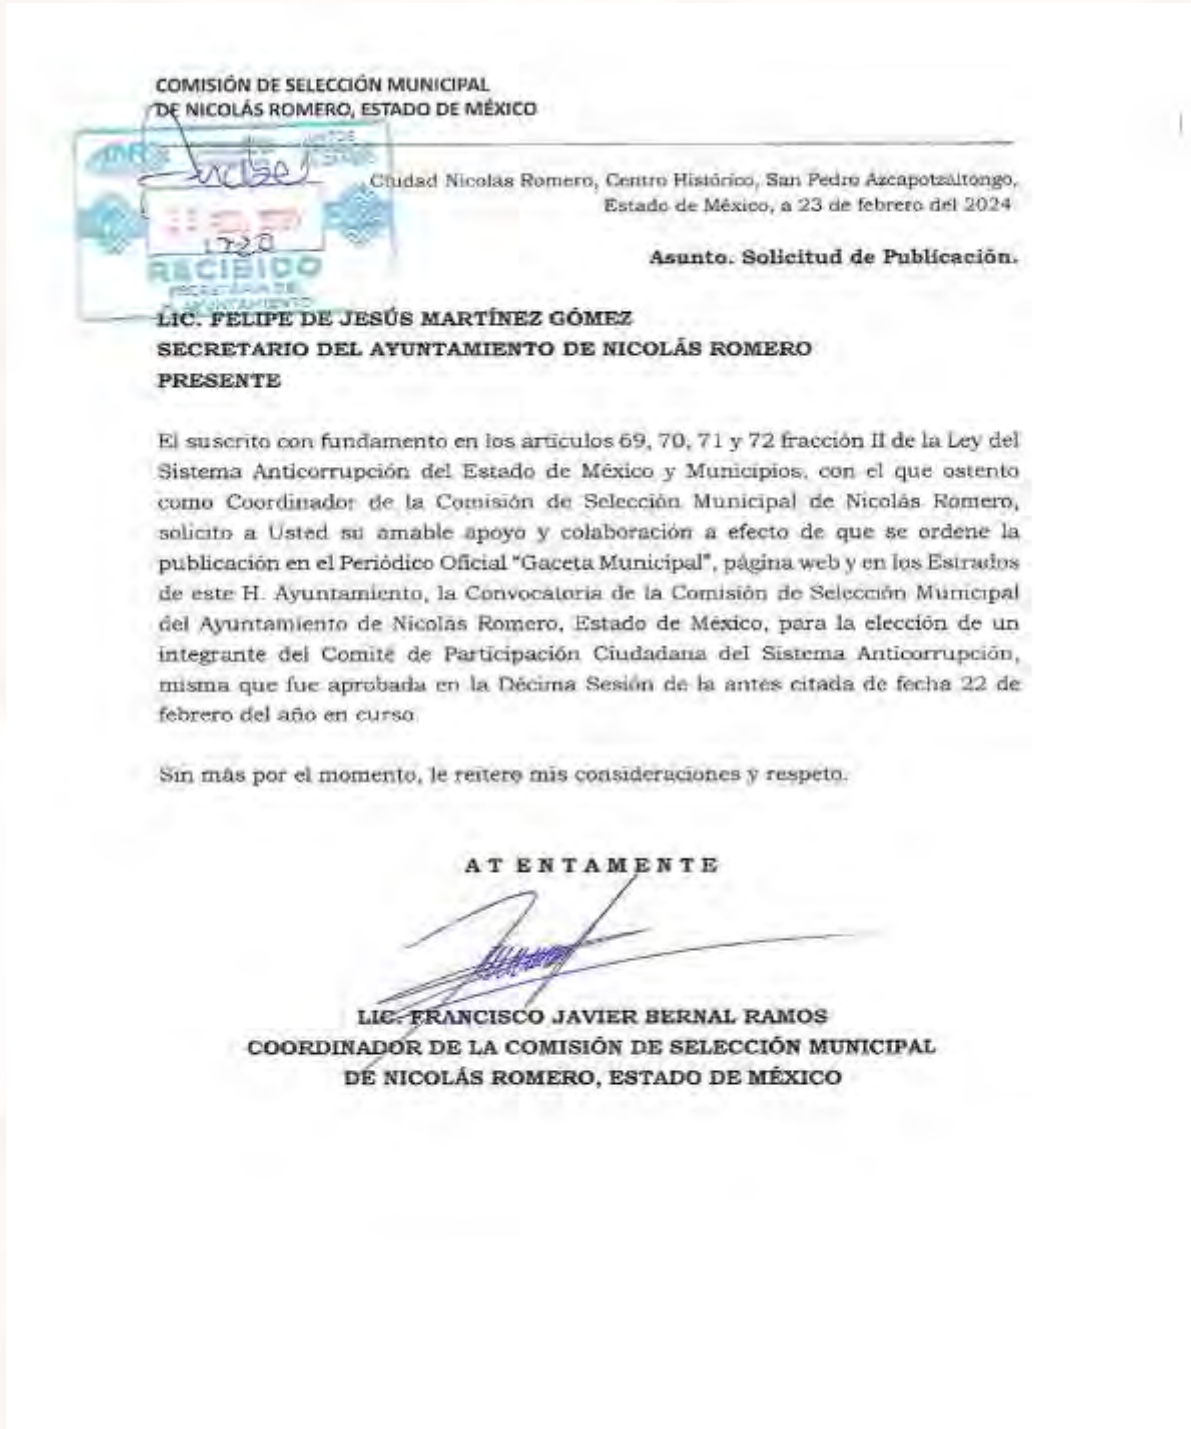 COMISIÓN DE SELECCIÓN MUNICIPAL
DE NICOLÁS ROMERO, ESTADO DE MÉXICO
Ciudad Nicolas Romero, Centro Histórico, San Pedro Azcapotzaltongo,
Estado de México, a 23 de febrero del 2024
Asunto. Solicitud de Publicación.
1720
RECIBIDO
SECRETARÍA DEL
AYUNTAMIENTO
LIC. FELIPE DE JESÚS MARTÍNEZ GÓMEZ
SECRETARIO DEL AYUNTAMIENTO DE NICOLÁS ROMERO
PRESENTE
El suscrito con fundamento en los artículos 69, 70, 71 y 72 fracción II de la Ley del
Sistema Anticorrupción del Estado de México y Municipios, con el que ostento
como Coordinador de la Comisión de Selección Municipal de Nicolás Romero,
solicito a Usted su amable apoyo y colaboración a efecto de que se ordene la
publicación en el Periódico Oficial "Gaceta Municipal", página web y en los Estrados
de este H. Ayuntamiento, la Convocatoria de la Comisión de Selección Municipal
del Ayuntamiento de Nicolás Romero, Estado de México, para la elección de un
integrante del Comité de Participación Ciudadana del Sistema Anticorrupción,
misma que fue aprobada en la Décima Sesión de la antes citada de fecha 22 de
febrero del año en curso
Sin más por el momento, le reitero mis consideraciones y respeto.
AT ENTAMENTE
LIC. FRANCISCO JAVIER BERNAL RAMOS
COORDINADOR DE LA COMISIÓN DE SELECCIÓN MUNICIPAL
DE NICOLÁS ROMERO, ESTADO DE MÉXICO